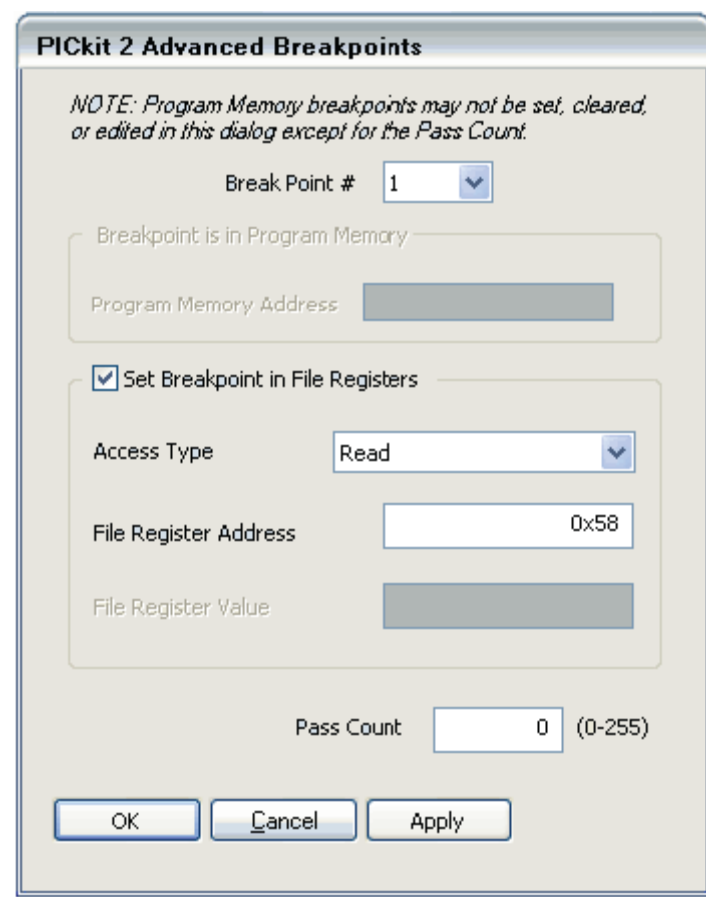 PICkit 2 Advanced Breakpoints
NOTE: Program Memory breakpoints may not be set, cleared,
or edited in this dialog except for the Pass Count.
Break Point # 1
Breakpoint is in Program Memory
Program Memory Address
Set Breakpoint in File Registers
Access Type Read
File Register Address 0x58
File Register Value
Pass Count 0 (0-255)
OK Cancel Apply